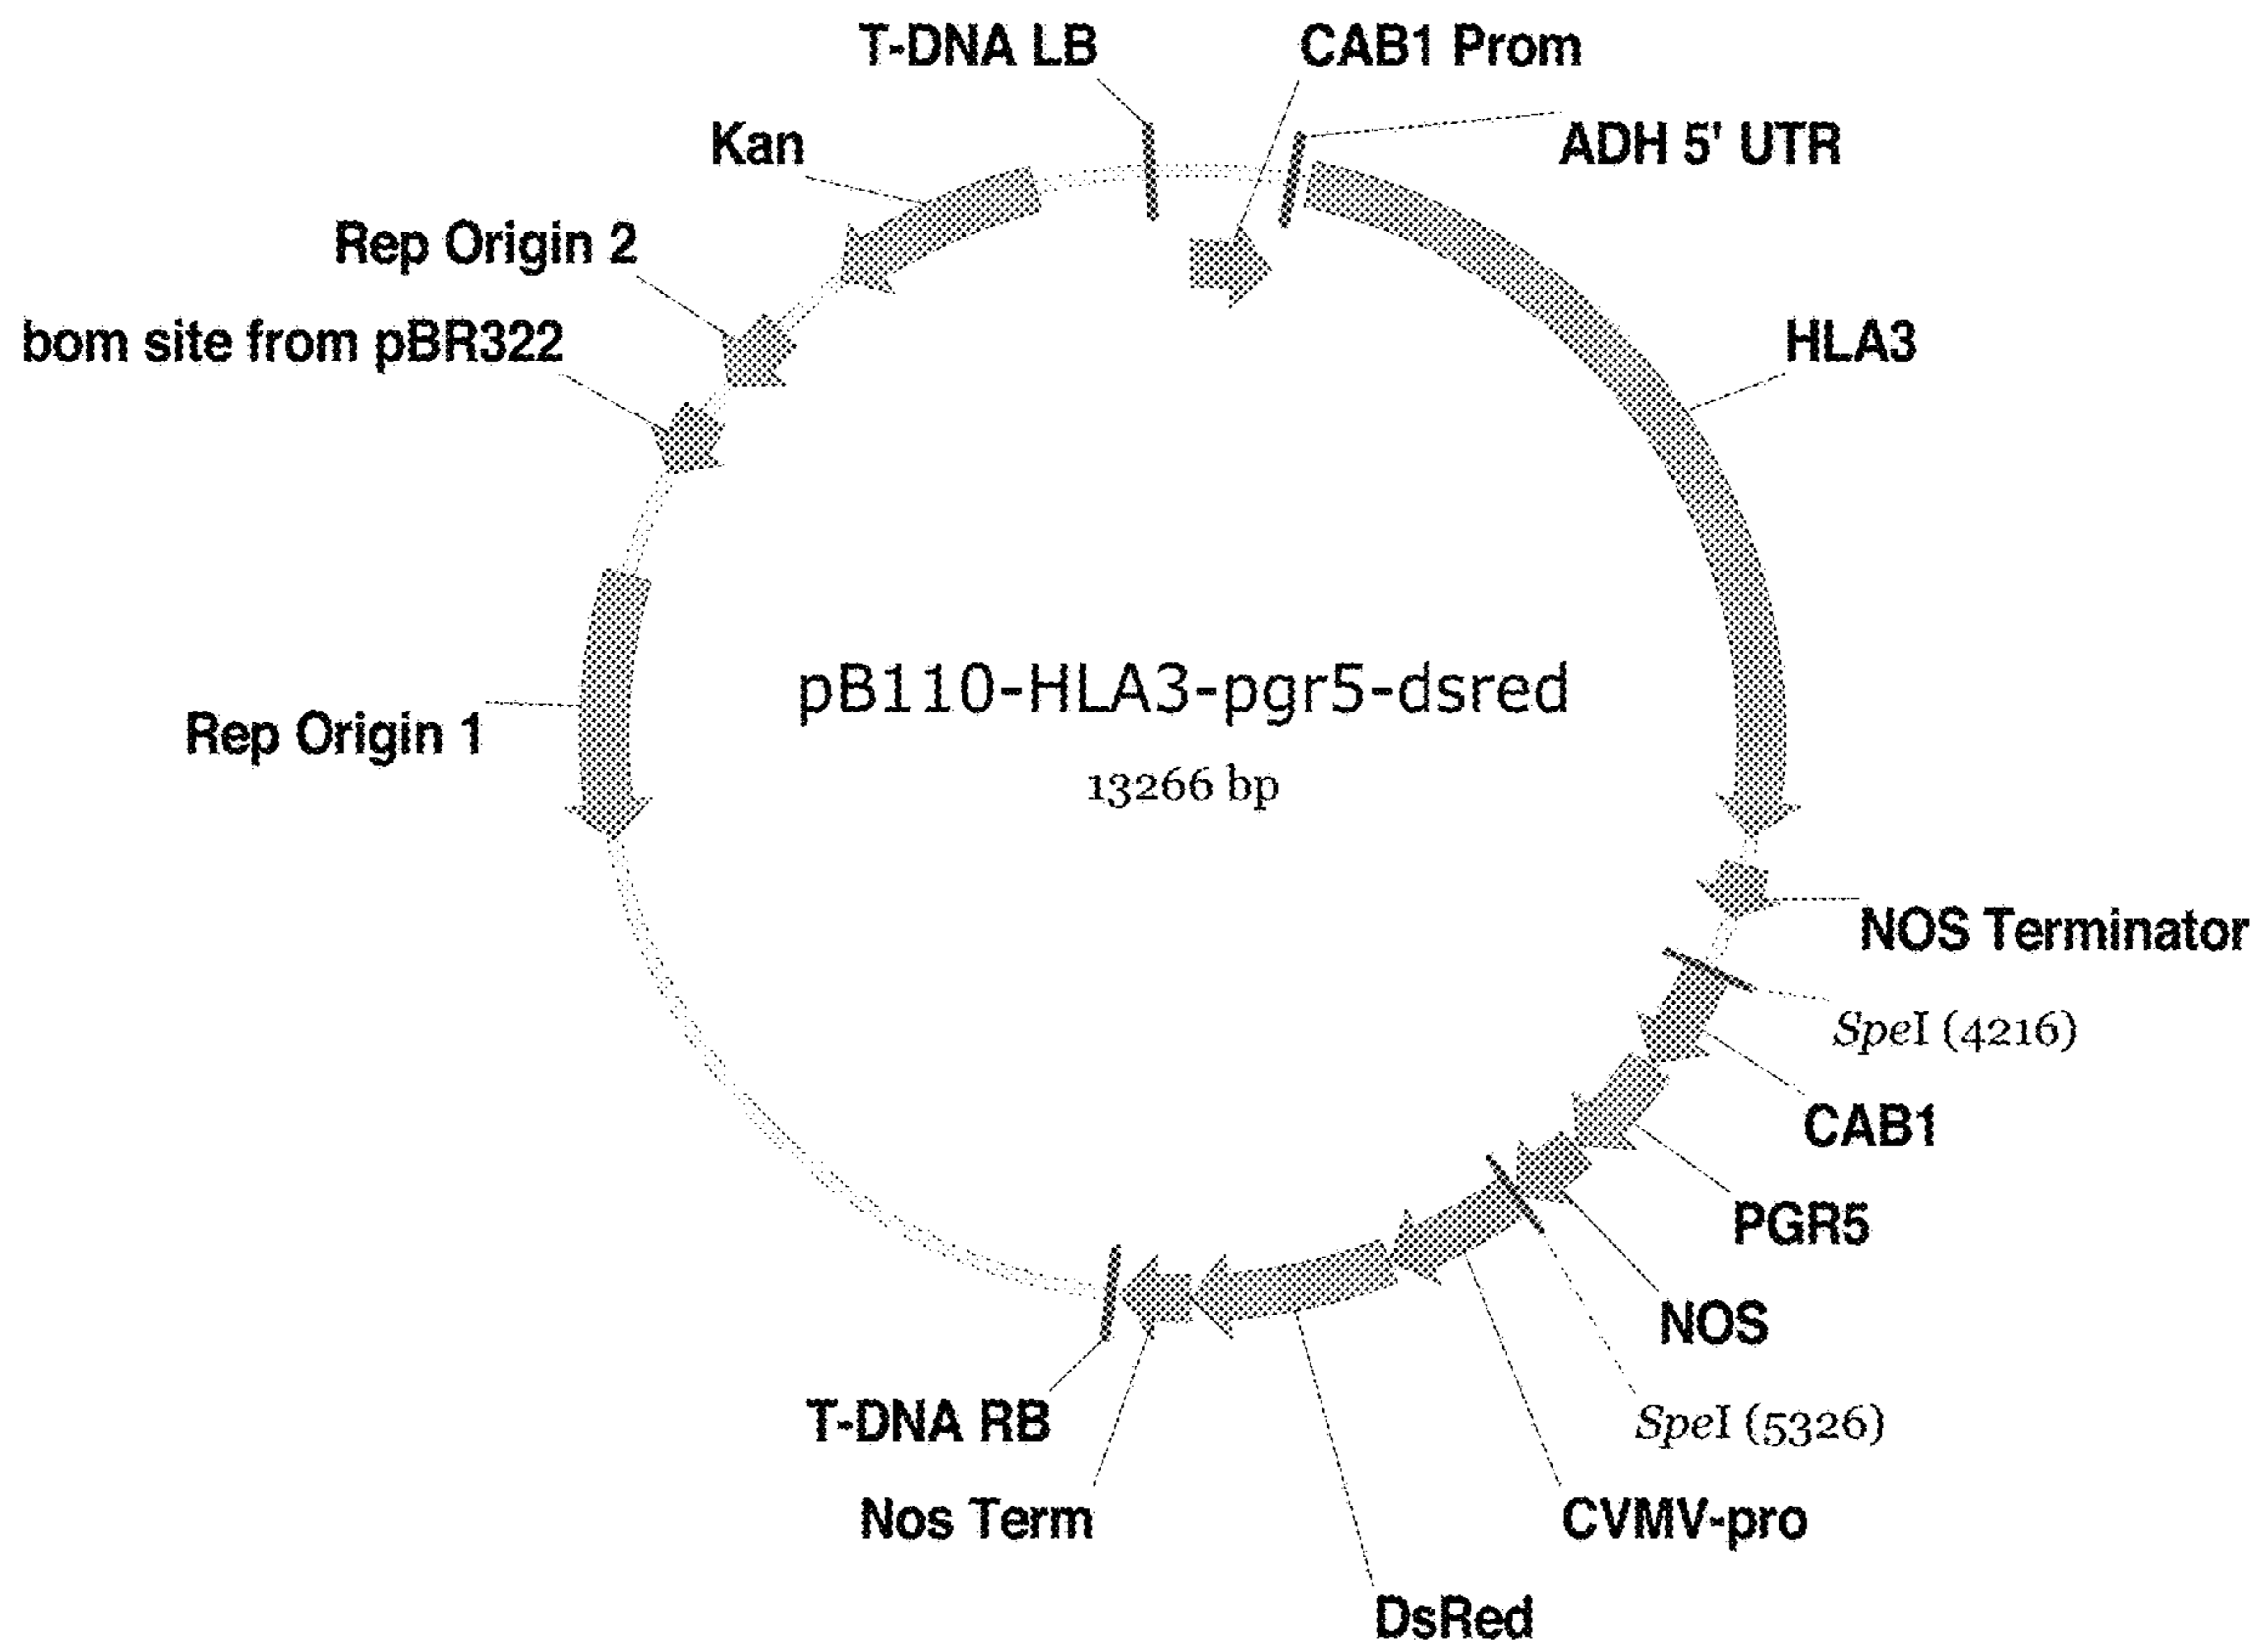 T-DNA LB
CAB1 Prom
Kan
ADH 5' UTR
Rep Origin 2
bom site from pBR322
HLA3
pB110-HLA3-pgr5-dsred
Rep Origin 1
13266 bp
NOS Terminator
SpeI (4216)
CAB1
PGR5
NOS
T-DNA RB
SpeI (5326)
Nos Term
CVMV-pro
DsRed